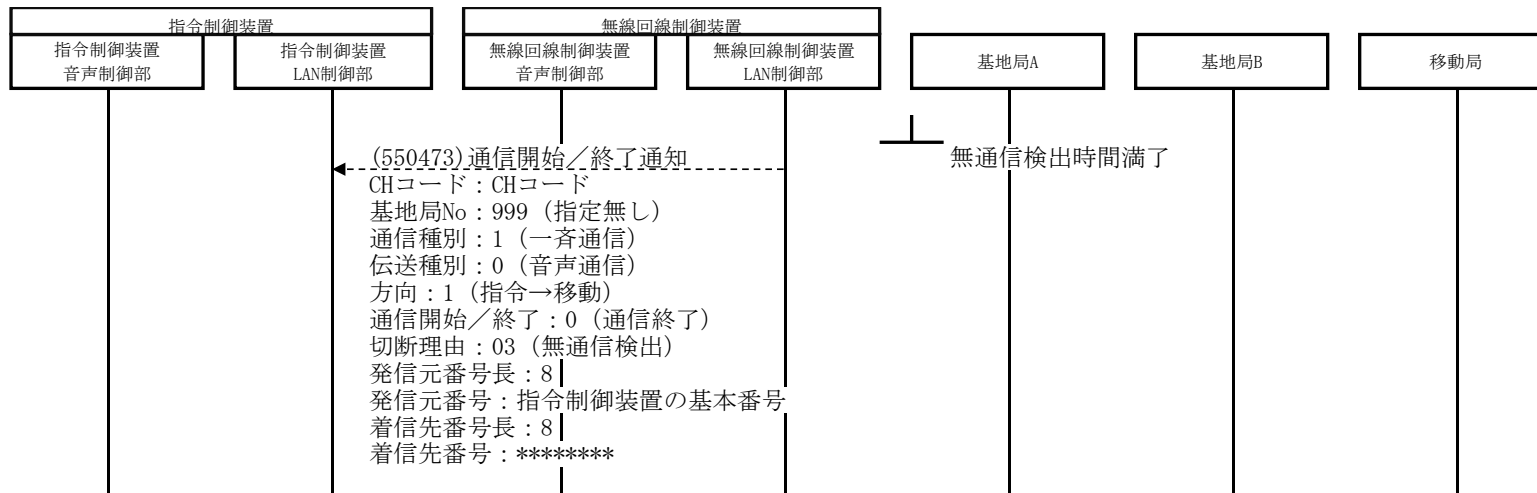 指令制御装置
無線回線制御装置
指令制御装置
音声制御部
指令制御装置
LAN制御部
無線回線制御装置
音声制御部
無線回線制御装置
LAN制御部
基地局A
基地局B
移動局
(550473)通信開始／終了通知
無通信検出時間満了
CHコード：CHコード
基地局No：999（指定無し）
通信種別：1（一斉通信）
伝送種別：0（音声通信）
方向：1（指令→移動）
通信開始／終了：0（通信終了）
切断理由：03（無通信検出）
発信元番号長：8
発信元番号：指令制御装置の基本番号
着信先番号長：8
着信先番号：********